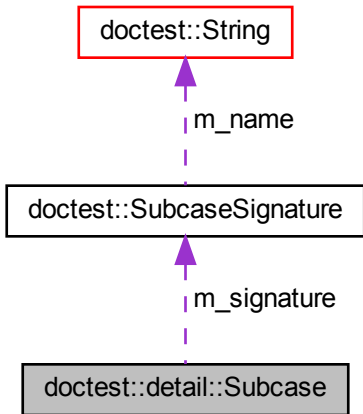 doctest::String
m_name
doctest::SubcaseSignature
m_signature
doctest::detail::Subcase